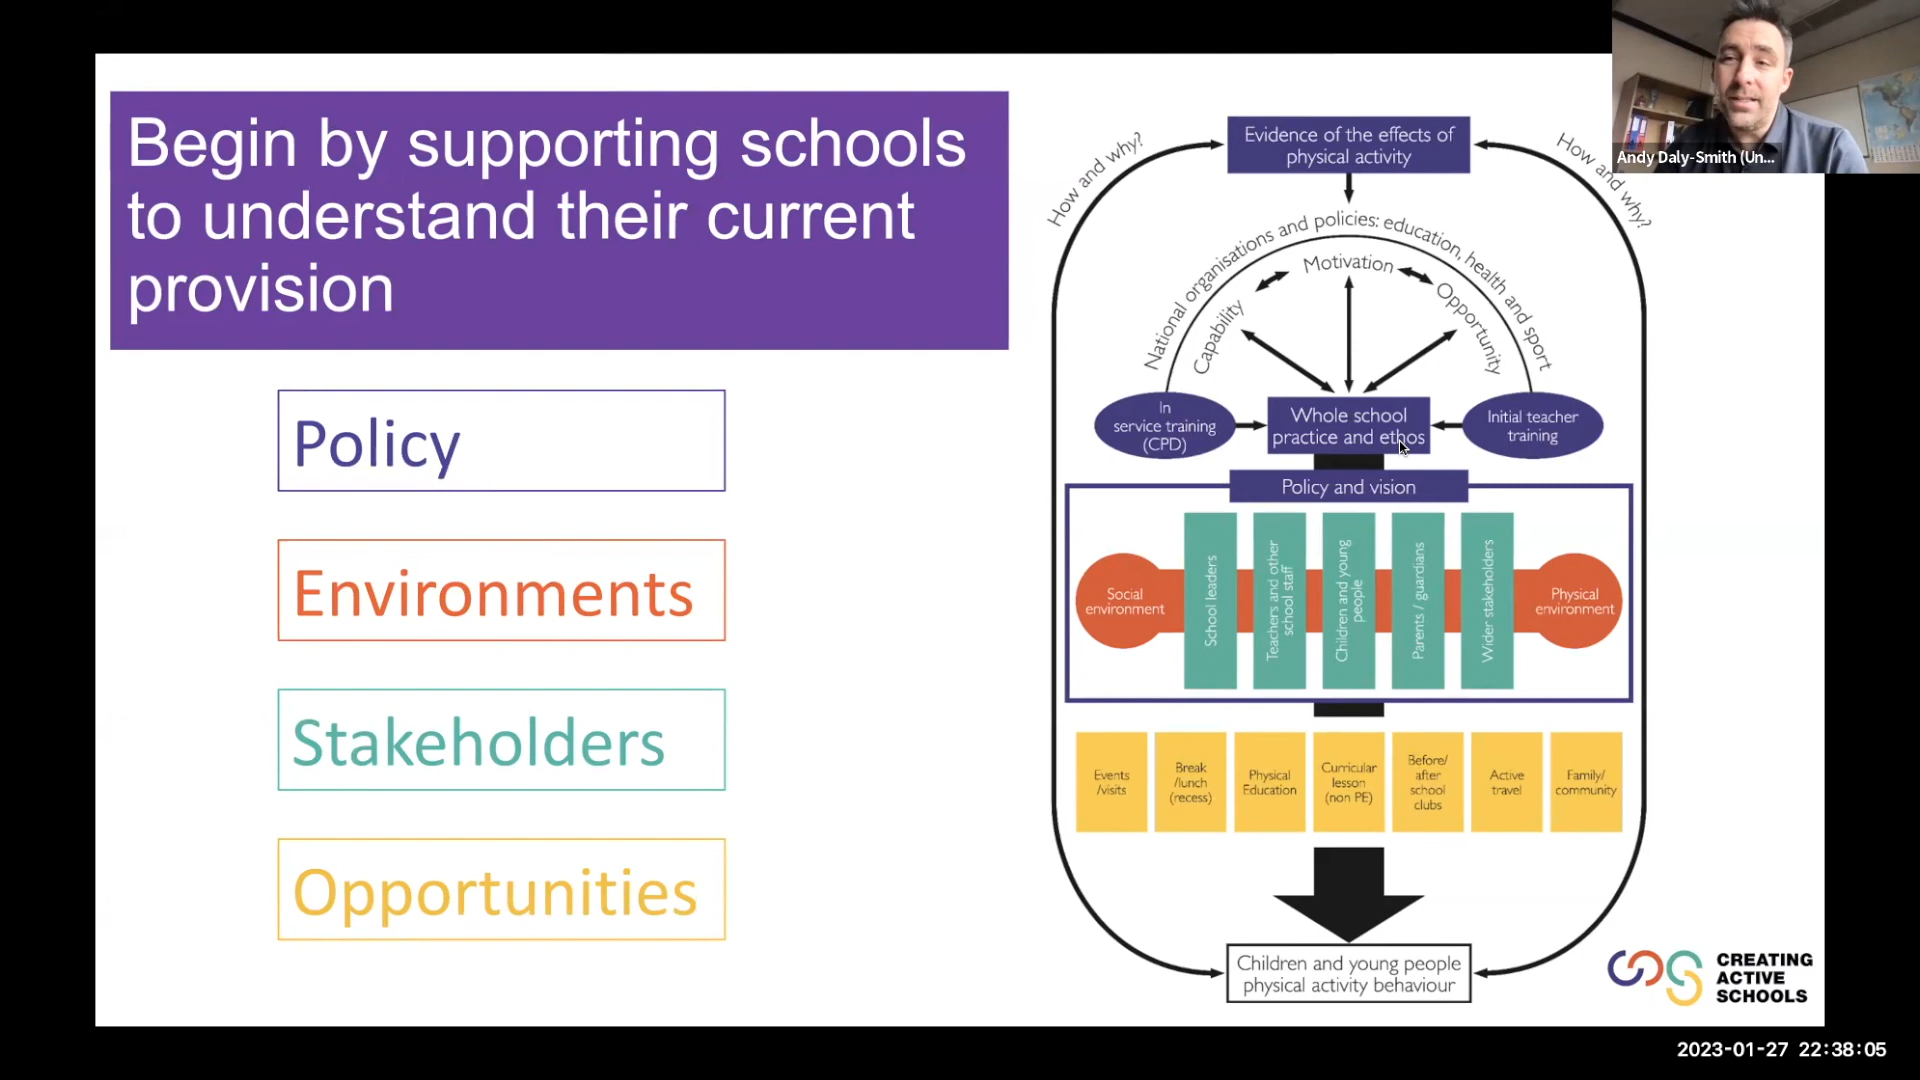 Begin by supporting schools
to understand their current
provision
Policy
Environments
Stakeholders
Opportunities
Evidence of the effects of
physical activity
How and why?
How and why?
National organisations and policies: education, health and sport
Motivation
Capability
Opportunity
In
service training
(CPD)
Whole school
practice and ethos
Initial teacher
training
Policy and vision
Social
environment
School leaders
Teachers and other
school staff
Children and young
people
Parents / guardians
Wider stakeholders
Physical
environment
Events
/visits
Break
/lunch
(recess)
Physical
Education
Curricular
lesson
(non PE)
Before/
after
school
clubs
Active
travel
Family/
community
Children and young people
physical activity behaviour
CREATING
ACTIVE
SCHOOLS
Andy Daly-Smith (Un...
2023-01-27 22:38:05